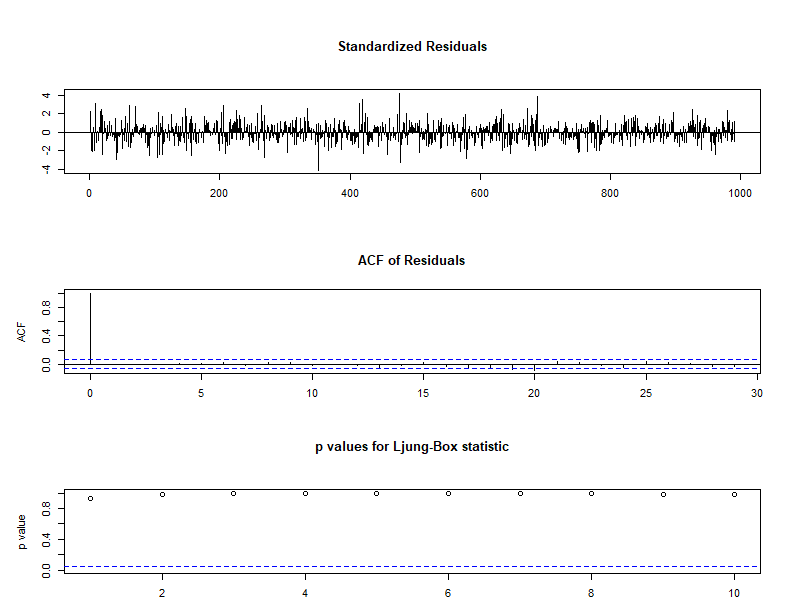 Standardized Residuals
4
2
0
-2
-4
0 200 400 600 800 1000
ACF of Residuals
ACF
0.8
0.4
0.0
0 5 10 15 20 25 30
p values for Ljung-Box statistic
p value
0.8
0.4
0.0
2 4 6 8 10